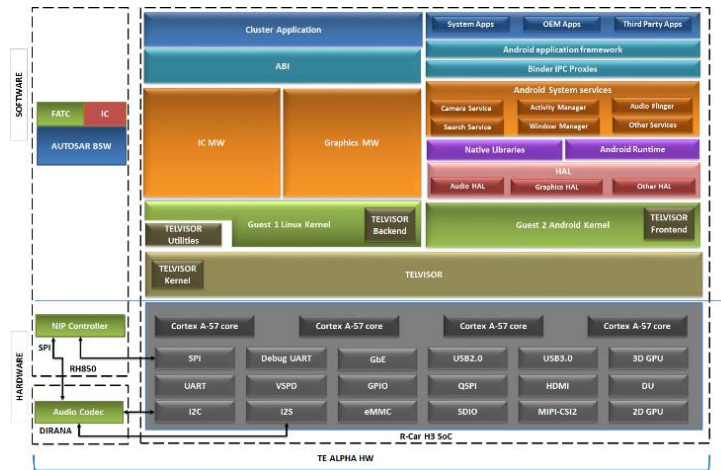 SOFTWARE
HARDWARE
FATC
IC
AUTOSAR BSW
NIP Controller
SPI
RH850
Audio Codec
DIRANA
Cluster Application
ABI
IC MW
Graphics MW
Guest 1 Linux Kernel
TELVISOR
Utilities
TELVISOR
Backend
System Apps
OEM Apps
Third Party Apps
Android application framework
Binder IPC Proxies
Android System services
Camera Service
Activity Manager
Audio Flinger
Search Service
Window Manager
Other Services
Native Libraries
Android Runtime
HAL
Audio HAL
Graphics HAL
Other HAL
Guest 2 Android Kernel
TELVISOR
Frontend
TELVISOR
Kernel
TELVISOR
Cortex A-57 core
Cortex A-57 core
Cortex A-57 core
Cortex A-57 core
SPI
Debug UART
GbE
USB2.0
USB3.0
3D GPU
UART
VSPD
GPIO
QSPI
HDMI
DU
I2C
I2S
eMMC
SDIO
MIPI-CSI2
2D GPU
R-Car H3 SoC
TE ALPHA HW